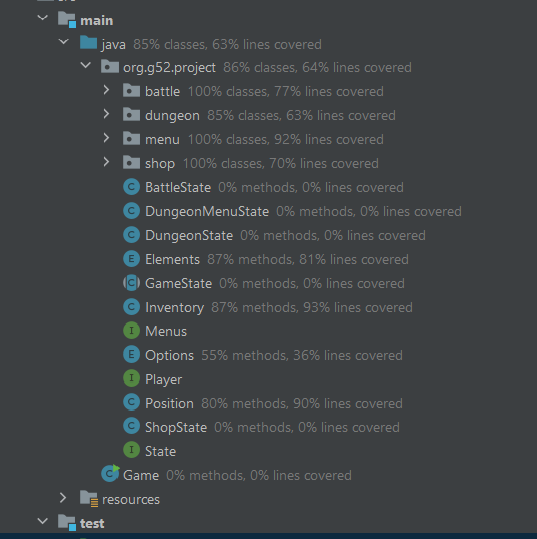 main
java 85% classes, 63% lines covered
org.g52.project 86% classes, 64% lines covered
battle 100% classes, 77% lines covered
dungeon 85% classes, 63% lines covered
menu 100% classes, 92% lines covered
shop 100% classes, 70% lines covered
BattleState 0% methods, 0% lines covered
DungeonMenuState 0% methods, 0% lines covered
DungeonState 0% methods, 0% lines covered
Elements 87% methods, 81% lines covered
GameState 0% methods, 0% lines covered
Inventory 87% methods, 93% lines covered
Menus
Options 55% methods, 36% lines covered
Player
Position 80% methods, 90% lines covered
ShopState 0% methods, 0% lines covered
State
Game 0% methods, 0% lines covered
resources
test